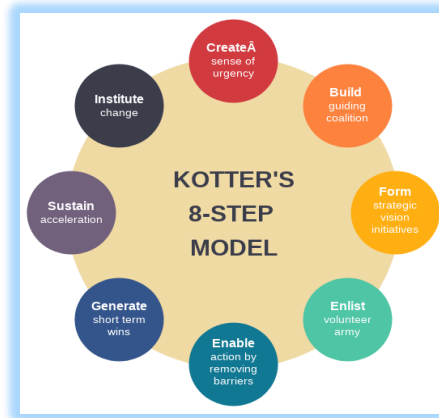 CreateÂ
sense of
urgency
Build
guiding
coalition
Form
strategic
vision
initiatives
Enlist
volunteer
army
Enable
action by
removing
barriers
Generate
short term
wins
Sustain
acceleration
Institute
change
KOTTER'S
8-STEP
MODEL